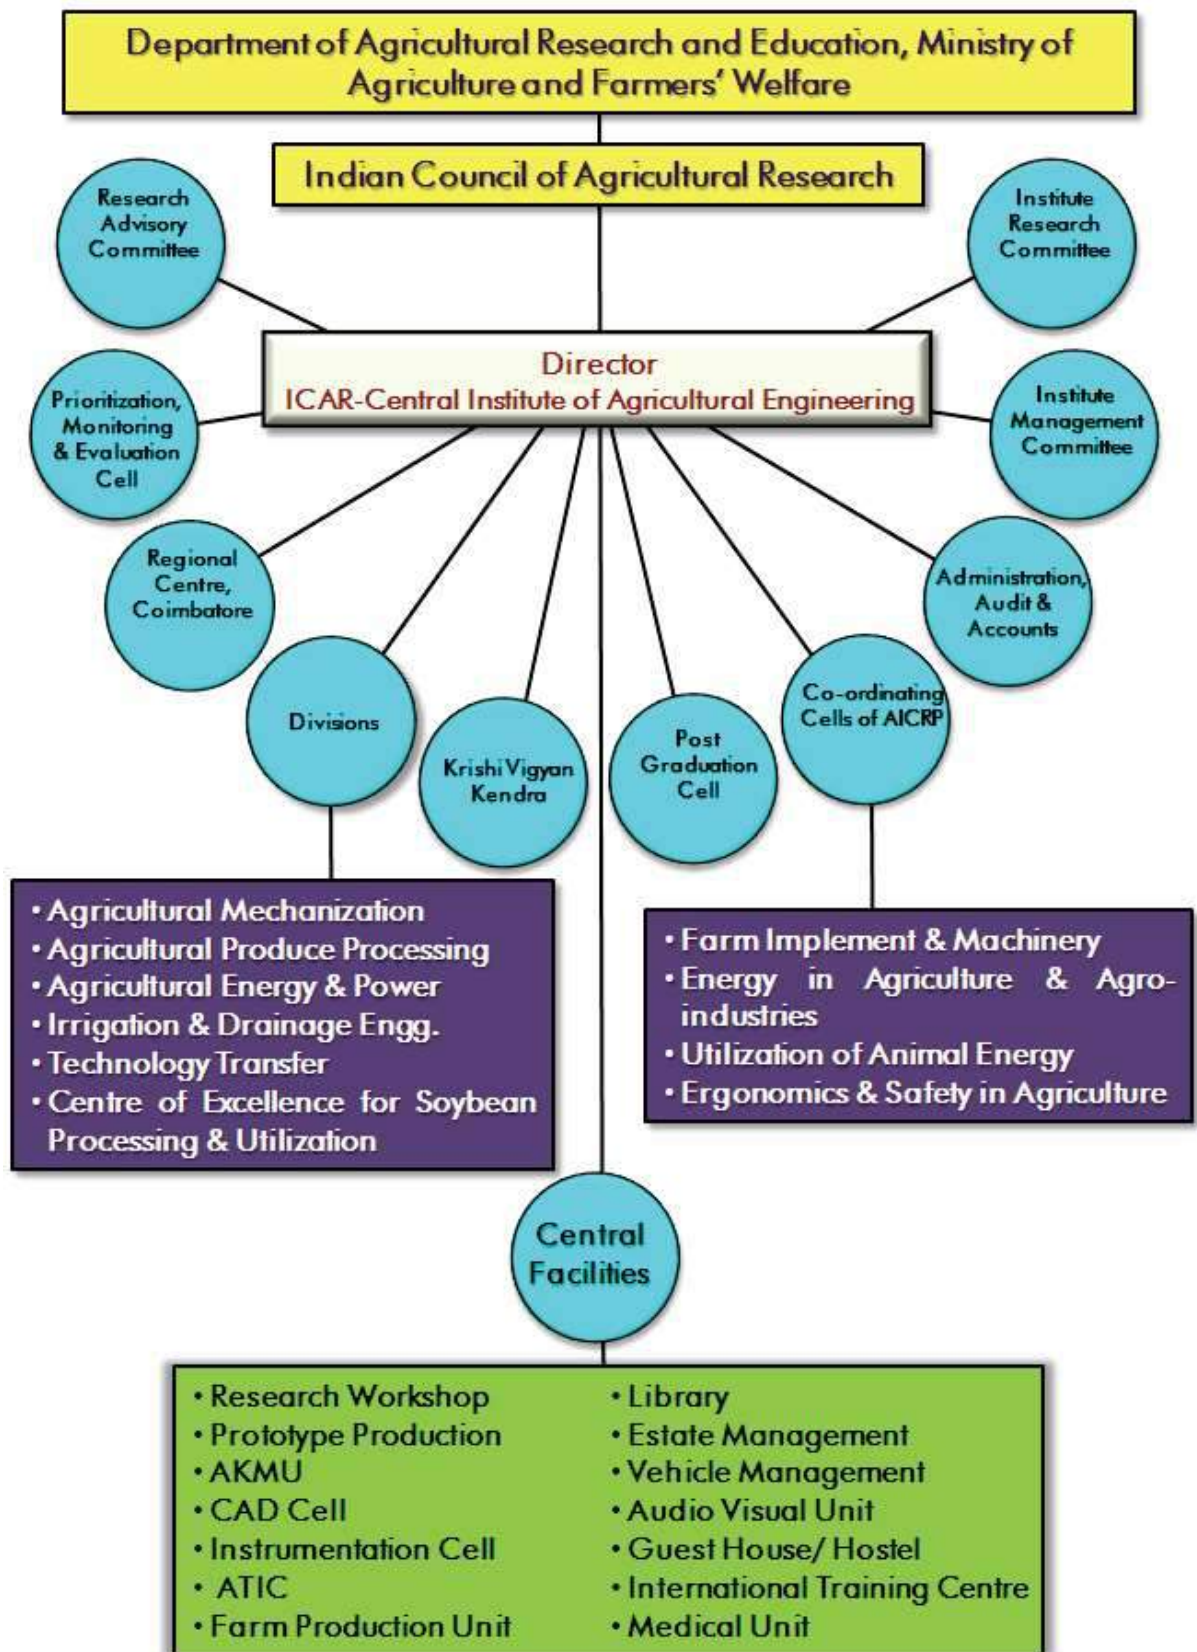 Department of Agricultural Research and Education, Ministry of
Agriculture and Farmers' Welfare
Indian Council of Agricultural Research
Research
Advisory
Committee
Institute
Research
Committee
Director
ICAR-Central Institute of Agricultural Engineering
Prioritization,
Monitoring
& Evaluation
Cell
Institute
Management
Committee
Regional
Centre,
Coimbatore
Administration,
Audit &
Accounts
Divisions
Krishi Vigyan
Kendra
Post
Graduation
Cell
Co-ordinating
Cells of AICRP
• Agricultural Mechanization
• Agricultural Produce Processing
• Agricultural Energy & Power
• Irrigation & Drainage Engg.
• Technology Transfer
• Centre of Excellence for Soybean
Processing & Utilization
• Farm Implement & Machinery
• Energy in Agriculture & Agro-
industries
• Utilization of Animal Energy
• Ergonomics & Safety in Agriculture
Central
Facilities
• Research Workshop
• Prototype Production
• AKMU
• CAD Cell
• Instrumentation Cell
• ATIC
• Farm Production Unit
• Library
• Estate Management
• Vehicle Management
• Audio Visual Unit
• Guest House/ Hostel
• International Training Centre
• Medical Unit